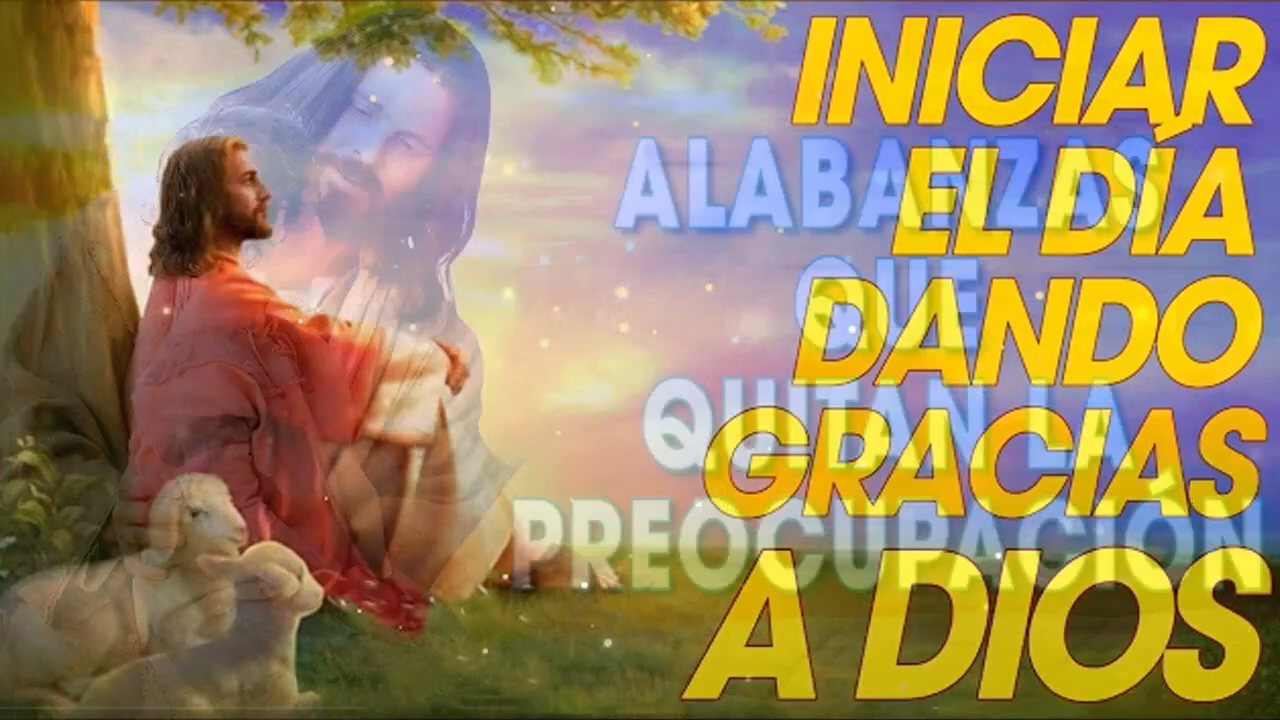 INICIAR
EL DÍA
DANDO
GRACIAS
A DIOS
ALABANZAS
QUE
QUITAN LA
PREOCUPACIÓN